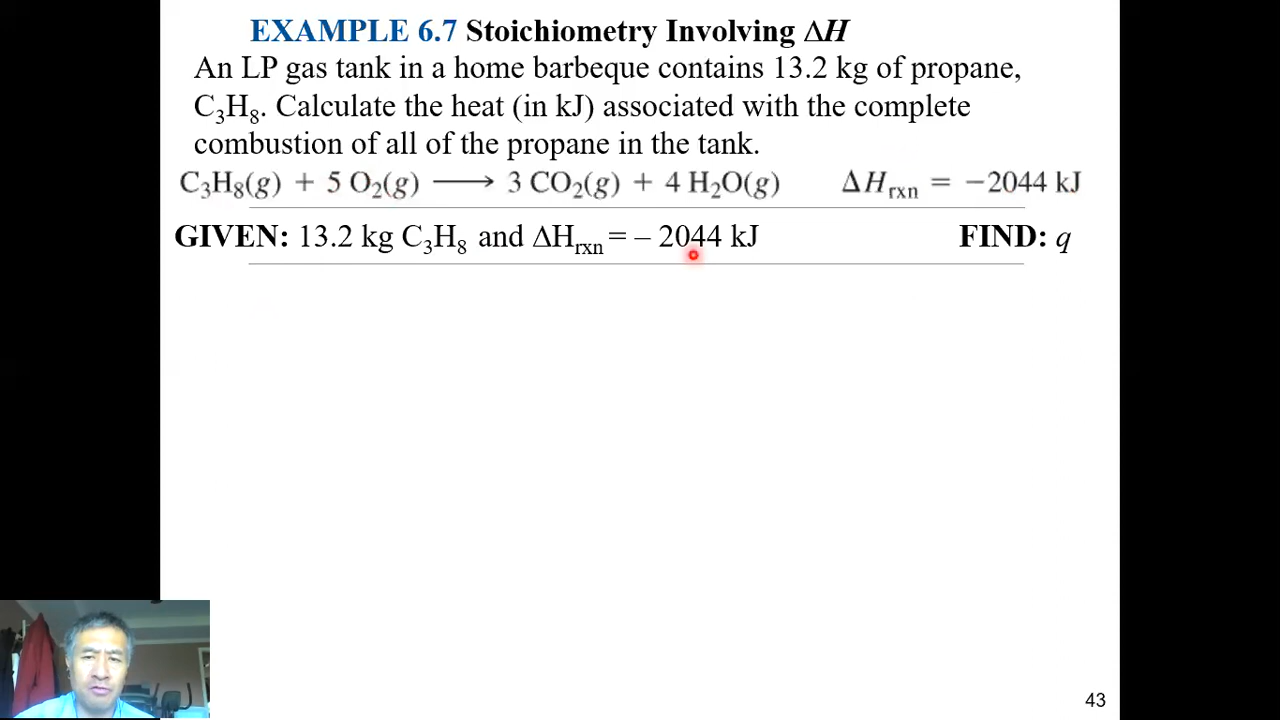 EXAMPLE 6.7 Stoichiometry Involving ΔH
An LP gas tank in a home barbeque contains 13.2 kg of propane,
C₃H₈. Calculate the heat (in kJ) associated with the complete
combustion of all of the propane in the tank.
C₃H₈(g) + 5 O₂(g) ⟶ 3 CO₂(g) + 4 H₂O(g) ΔHrxn = −2044 kJ
GIVEN: 13.2 kg C₃H₈ and ΔHrxn = – 2044 kJ FIND: q
43